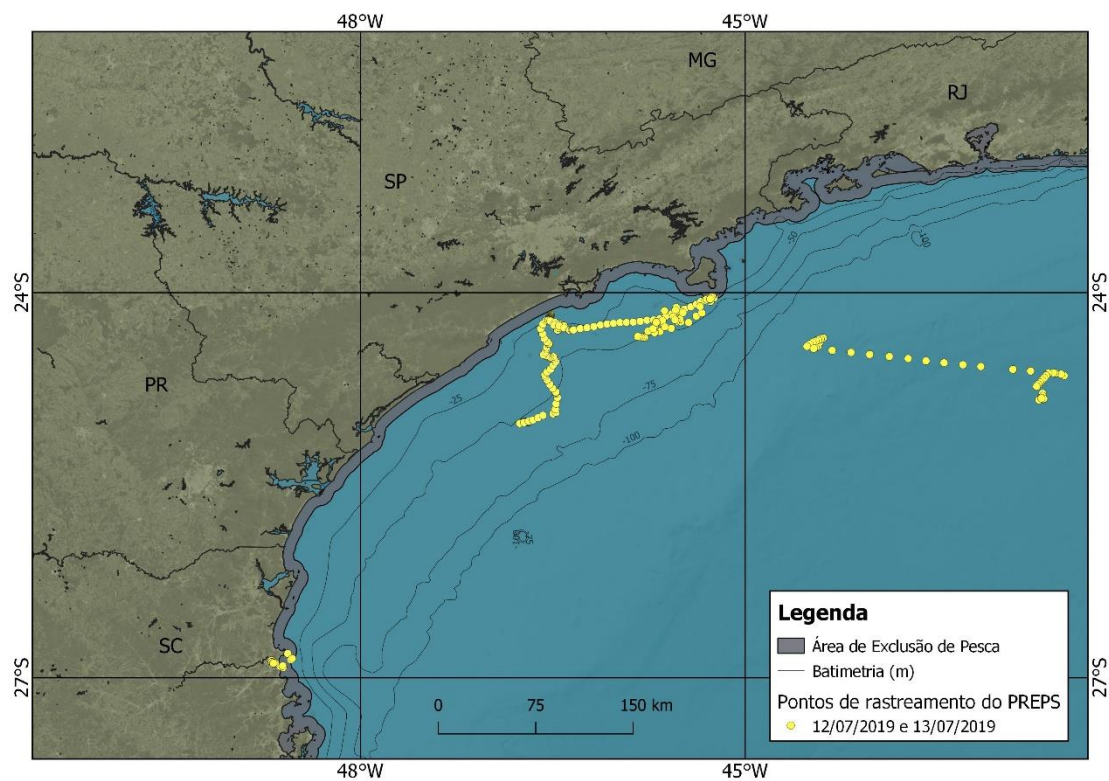 48°W 45°W
MG
RJ
SP
-50
-100
24°S 24°S
PR
-25
-75
-100
SC
27°S 27°S
0 75 150 km
Legenda
Área de Exclusão de Pesca
Batimetria (m)
Pontos de rastreamento do PREPS
12/07/2019 e 13/07/2019
48°W 45°W